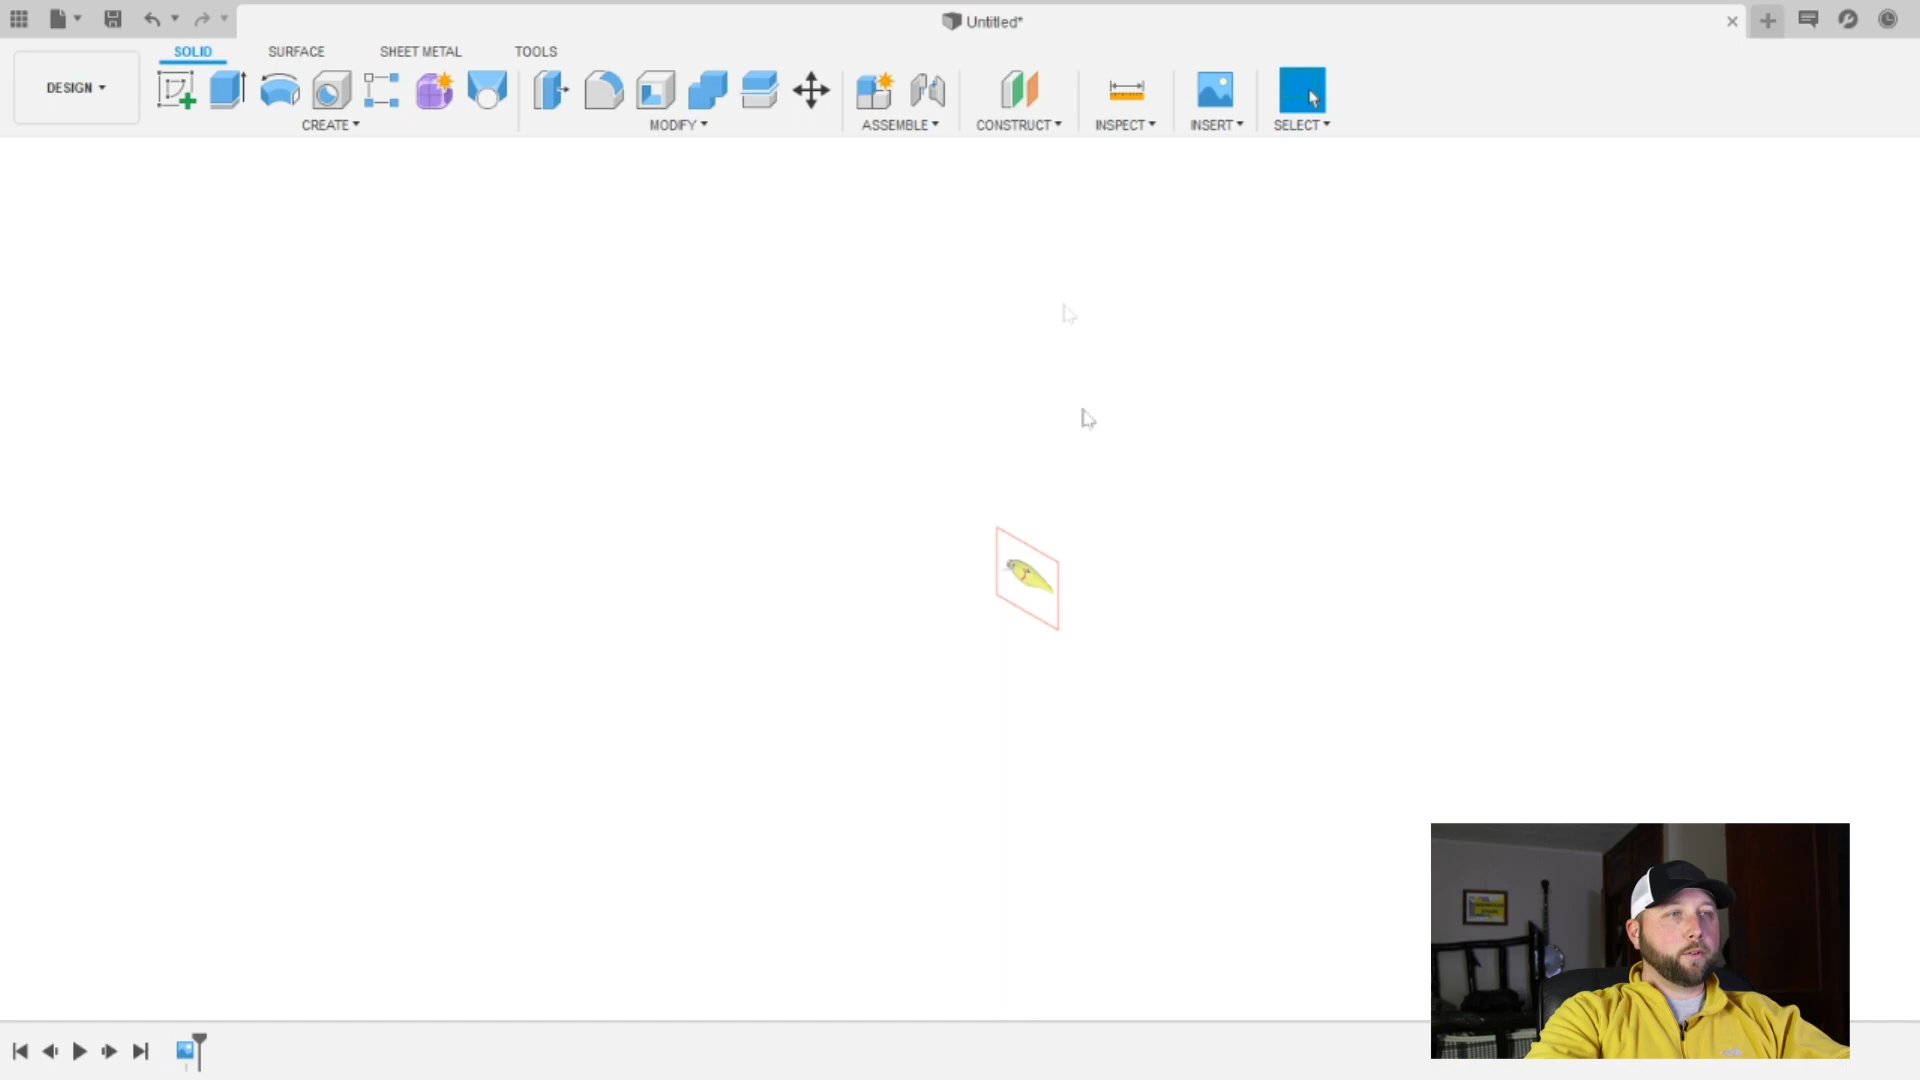 Untitled*
SOLID SURFACE SHEET METAL TOOLS
DESIGN
CREATE MODIFY ASSEMBLE CONSTRUCT INSPECT INSERT SELECT